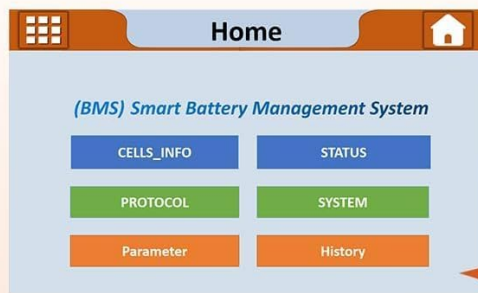 Home
(BMS) Smart Battery Management System
CELLS_INFO
STATUS
PROTOCOL
SYSTEM
Parameter
History